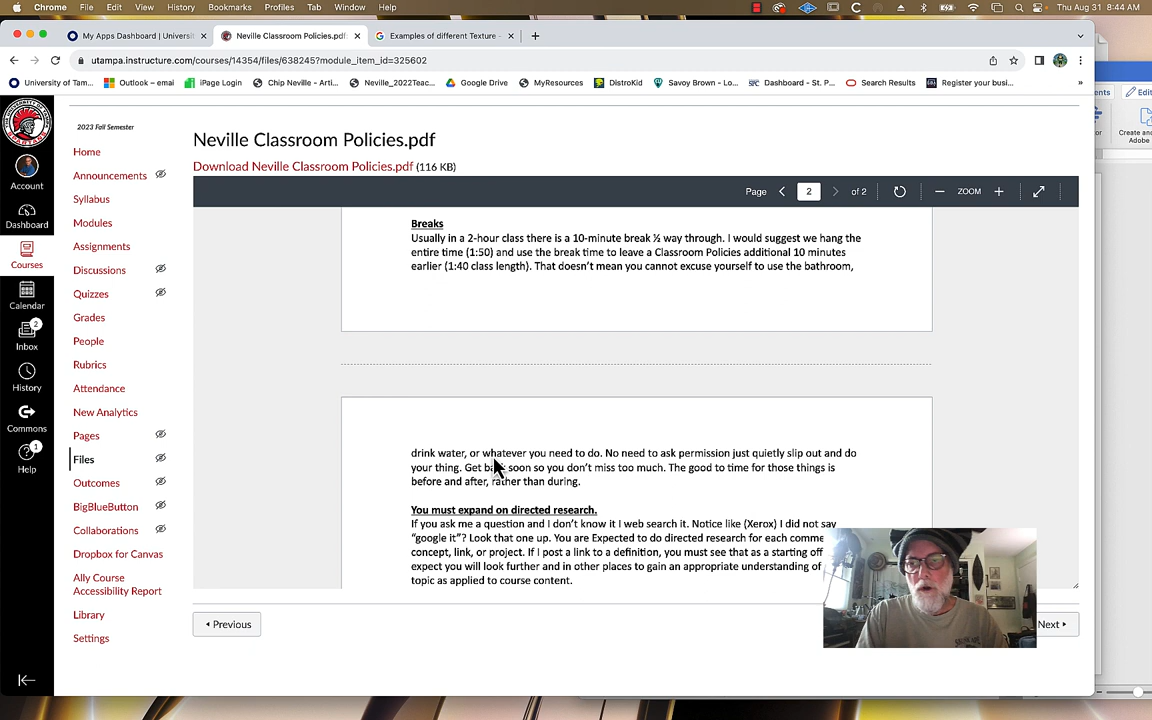 Chrome File Edit View History Bookmarks Profiles Tab Window Help Thu Aug 31 8:44 AM
My Apps Dashboard | Universit Neville Classroom Policies.pdf: Examples of different Texture –
utampa.instructure.com/courses/14354/files/638245?module_item_id=325602
University of Tam... Outlook – emai iPage Login Chip Neville - Arti... Neville_2022Teac... Google Drive MyResources DistroKid Savoy Brown - Lo... Dashboard - St. P... Search Results Register your busi... »
2023 Fall Semester
Home
Announcements
Syllabus
Modules
Assignments
Discussions
Quizzes
Grades
People
Rubrics
Attendance
New Analytics
Pages
Files
Outcomes
BigBlueButton
Collaborations
Dropbox for Canvas
Ally Course
Accessibility Report
Library
Settings
Account
Dashboard
Courses
Calendar
2
Inbox
History
Commons
1
Help
Neville Classroom Policies.pdf
Download Neville Classroom Policies.pdf (116 KB)
Page 2 of 2 ZOOM
Breaks
Usually in a 2-hour class there is a 10-minute break ½ way through. I would suggest we hang the
entire time (1:50) and use the break time to leave a Classroom Policies additional 10 minutes
earlier (1:40 class length). That doesn't mean you cannot excuse yourself to use the bathroom,
drink water, or whatever you need to do. No need to ask permission just quietly slip out and do
your thing. Get back soon so you don't miss too much. The good to time for those things is
before and after, rather than during.
You must expand on directed research.
If you ask me a question and I don't know it I web search it. Notice like (Xerox) I did not say
"google it"? Look that one up. You are Expected to do directed research for each comme
concept, link, or project. If I post a link to a definition, you must see that as a starting off
expect you will look further and in other places to gain an appropriate understanding of
topic as applied to course content.
Previous
Next
ents Edit
Create and
Adobe